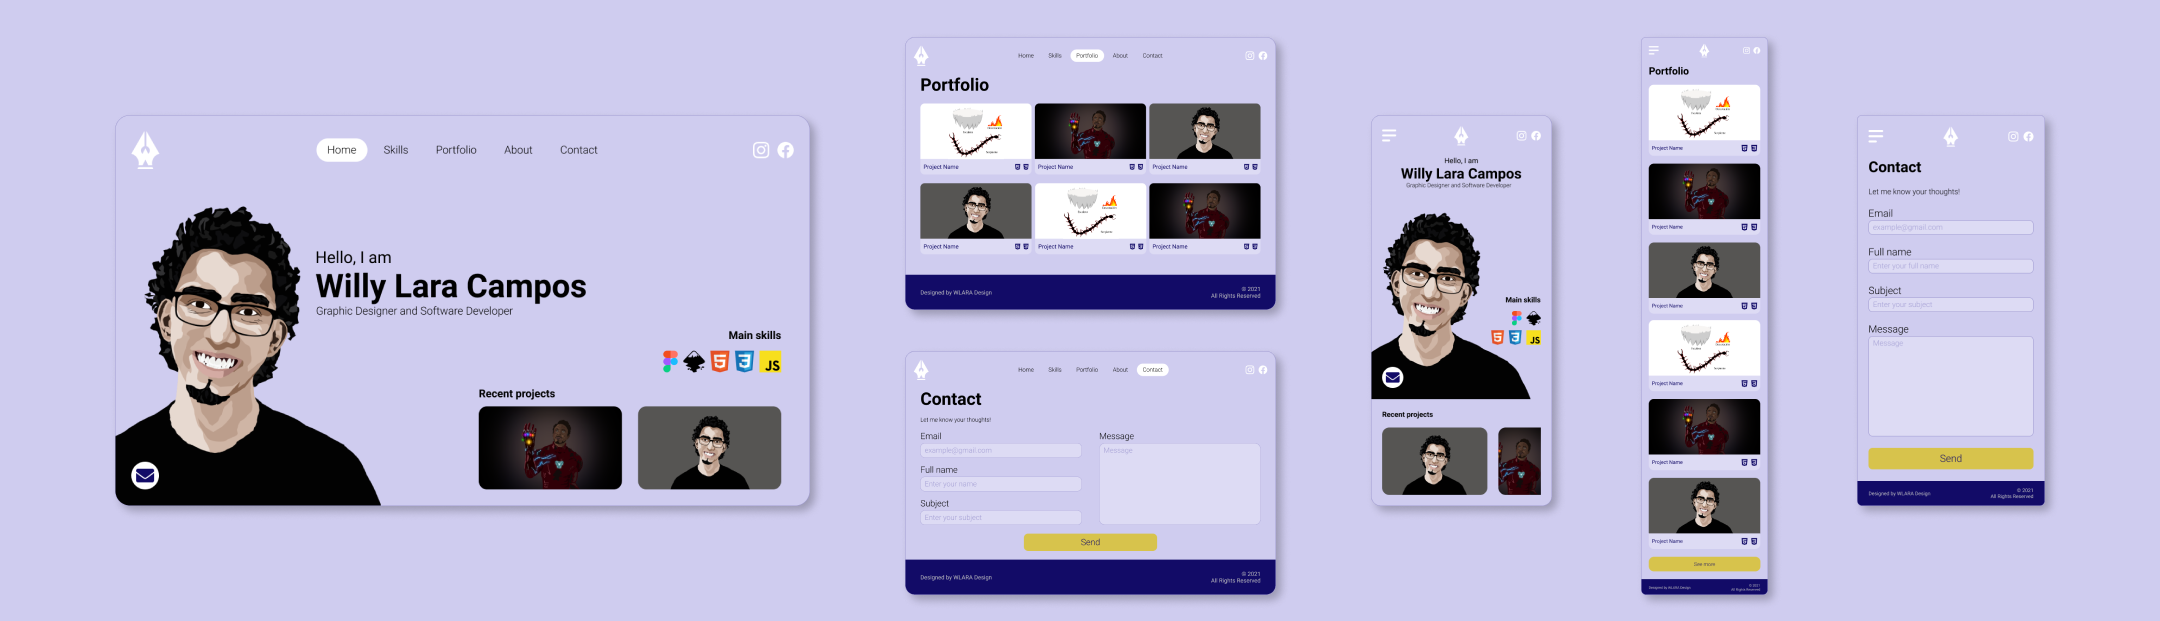 Home Skills Portfolio About Contact
Hello, I am
Willy Lara Campos
Graphic Designer and Software Developer
Main skills
5 3 JS
Recent projects
Home Skills Portfolio About Contact
Portfolio
Project Name Project Name Project Name
Project Name Project Name Project Name
Designed by WLARA Design
© 2021
All Rights Reserved
Home Skills Portfolio About Contact
Contact
Let me know your thoughts!
Email
example@gmail.com
Full name
Enter your name
Subject
Enter your subject
Message
Message
Send
Designed by WLARA Design
© 2021
All Rights Reserved
Hello, I am
Willy Lara Campos
Graphic Designer and Software Developer
Main skills
5 3 JS
Recent projects
Portfolio
Project Name
Project Name
Project Name
Project Name
Project Name
Project Name
See more
Designed by WLARA Design
© 2021
All Rights Reserved
Contact
Let me know your thoughts!
Email
example@gmail.com
Full name
Enter your full name
Subject
Enter your subject
Message
Message
Send
Designed by WLARA Design
© 2021
All Rights Reserved